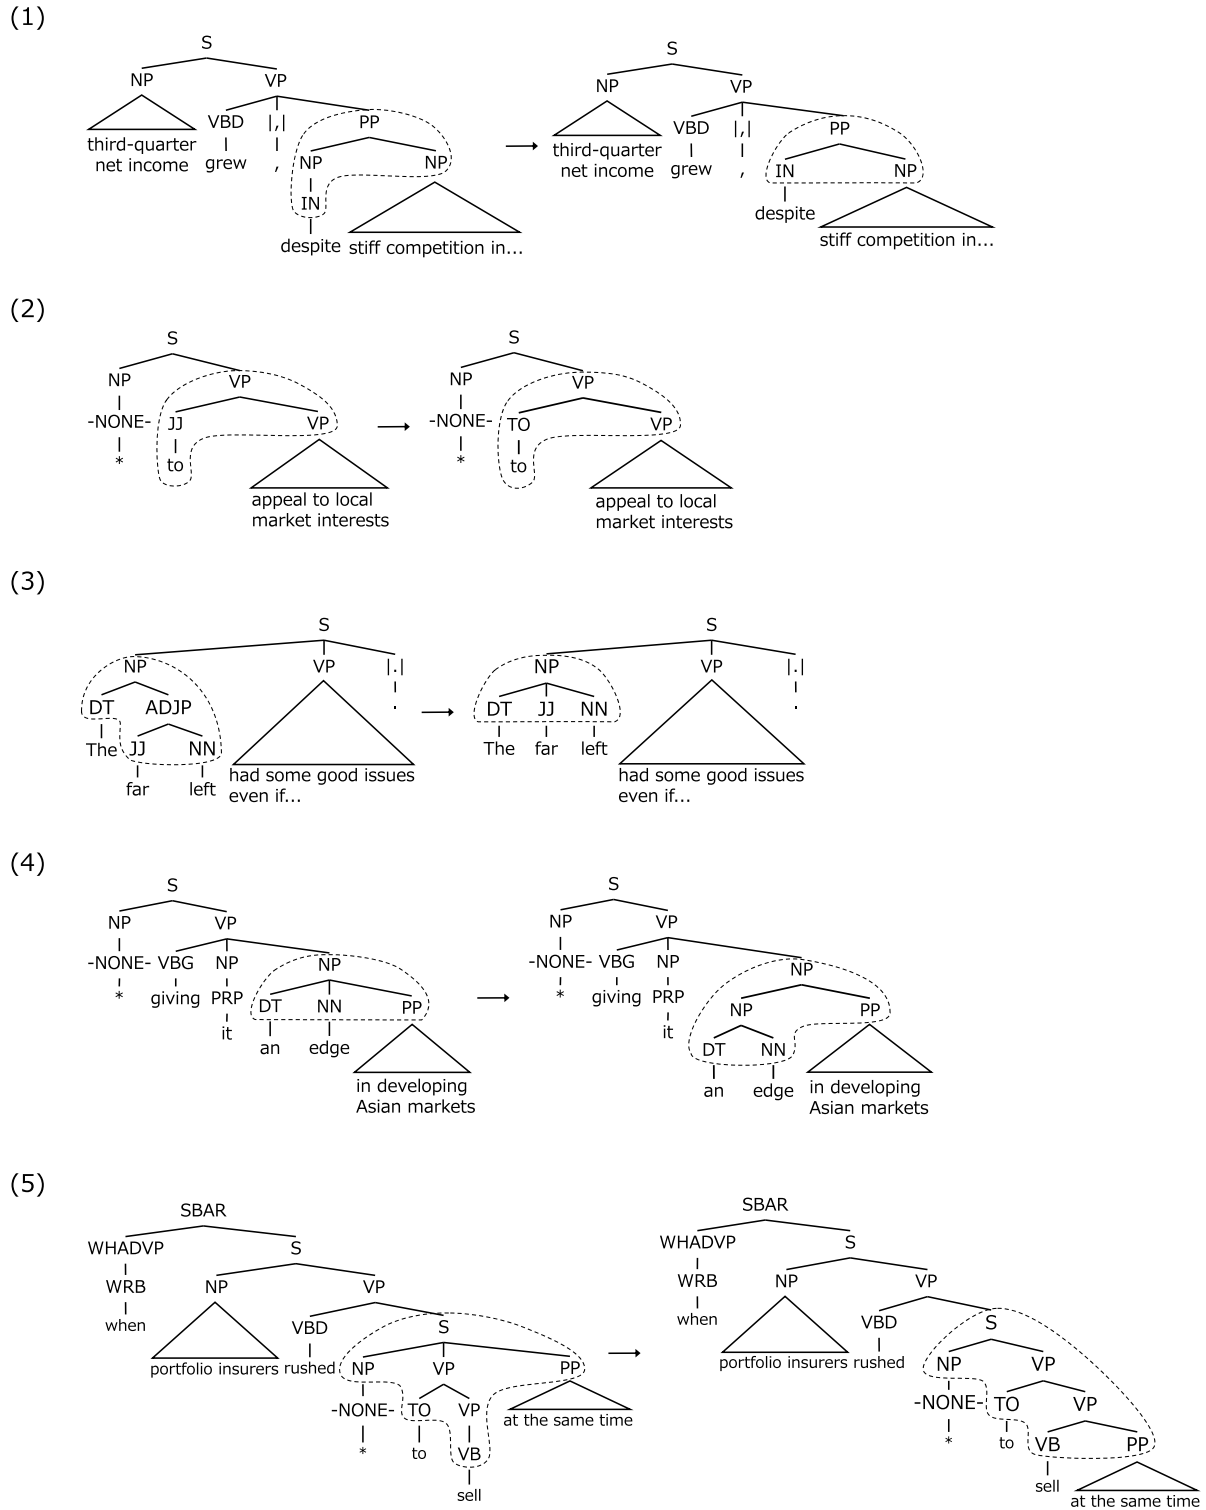 (1)
S S
NP VP NP VP
VBD |,| PP VBD |,| PP
third-quarter net income grew , NP NP third-quarter net income grew , IN NP
IN despite
despite stiff competition in... stiff competition in...
(2)
S S
NP VP NP VP
-NONE- JJ VP -NONE- TO VP
* to * to
appeal to local appeal to local
market interests market interests
(3)
S S
NP VP |.| NP VP |.|
DT ADJP . DT JJ NN .
The JJ NN The far left
far left had some good issues had some good issues
even if... even if...
(4)
S S
NP VP NP VP
-NONE- VBG NP NP -NONE- VBG NP NP
* giving PRP DT NN PP * giving PRP NP PP
it an edge it DT NN
in developing an edge in developing
Asian markets Asian markets
(5)
SBAR SBAR
WHADVP S WHADVP S
WRB NP VP WRB NP VP
when VBD S when VBD S
portfolio insurers rushed NP VP PP portfolio insurers rushed NP VP
-NONE- TO VP at the same time -NONE- TO VP
* to VB * to VB PP
sell sell at the same time